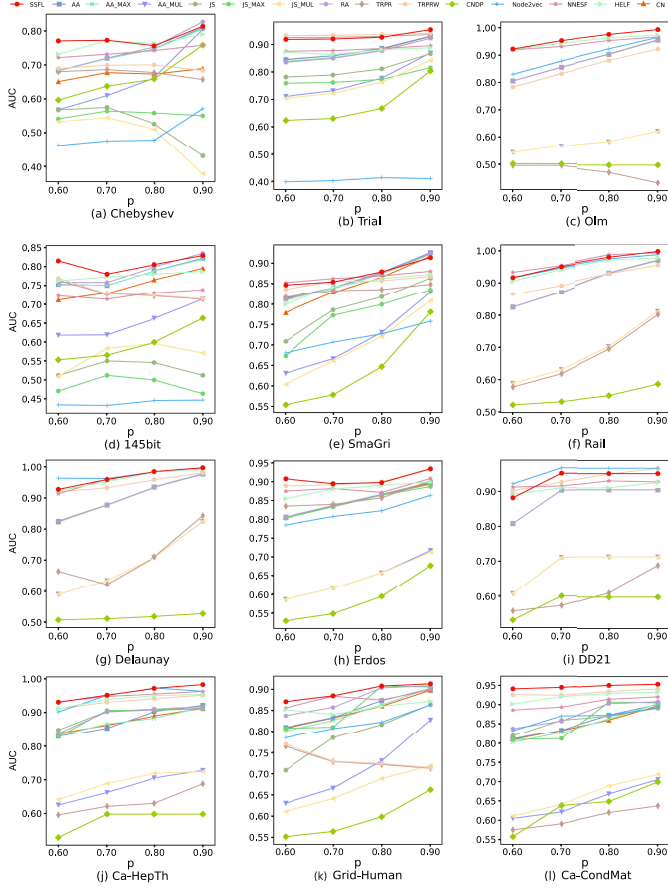 SSFL AA AA_MAX AA_MUL JS JS_MAX JS_MUL RA TRPR TRPRW CNDP Node2vec NNESF HELF CN
AUC
0.80
0.70
0.60
0.50
0.40
0.60 0.70 0.80 0.90
p
(a) Chebyshev
0.90
0.80
0.70
0.60
0.50
0.40
0.60 0.70 0.80 0.90
p
(b) Trial
1.00
0.90
0.80
0.70
0.60
0.50
0.60 0.70 0.80 0.90
p
(c) Olm
AUC
0.85
0.80
0.75
0.70
0.65
0.60
0.55
0.50
0.45
0.60 0.70 0.80 0.90
p
(d) 145bit
0.90
0.85
0.80
0.75
0.70
0.65
0.60
0.55
0.60 0.70 0.80 0.90
p
(e) SmaGri
1.00
0.90
0.80
0.70
0.60
0.50
0.60 0.70 0.80 0.90
p
(f) Rail
AUC
1.00
0.90
0.80
0.70
0.60
0.50
0.60 0.70 0.80 0.90
p
(g) Delaunay
0.95
0.90
0.85
0.80
0.75
0.70
0.65
0.60
0.55
0.60 0.70 0.80 0.90
p
(h) Erdos
1.00
0.90
0.80
0.70
0.60
0.50
0.60 0.70 0.80 0.90
p
(i) DD21
AUC
1.00
0.90
0.80
0.70
0.60
0.60 0.70 0.80 0.90
p
(j) Ca-HepTh
0.90
0.85
0.80
0.75
0.70
0.65
0.60
0.55
0.60 0.70 0.80 0.90
p
(k) Grid-Human
0.95
0.90
0.85
0.80
0.75
0.70
0.65
0.60
0.55
0.60 0.70 0.80 0.90
p
(l) Ca-CondMat